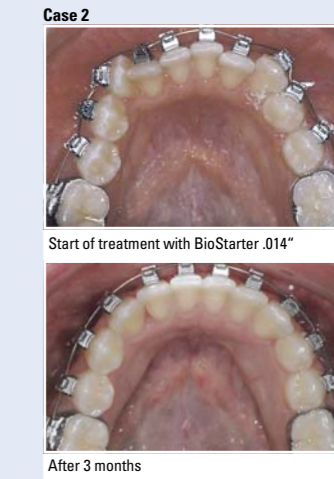 Case 2
Start of treatment with BioStarter .014“
After 3 months